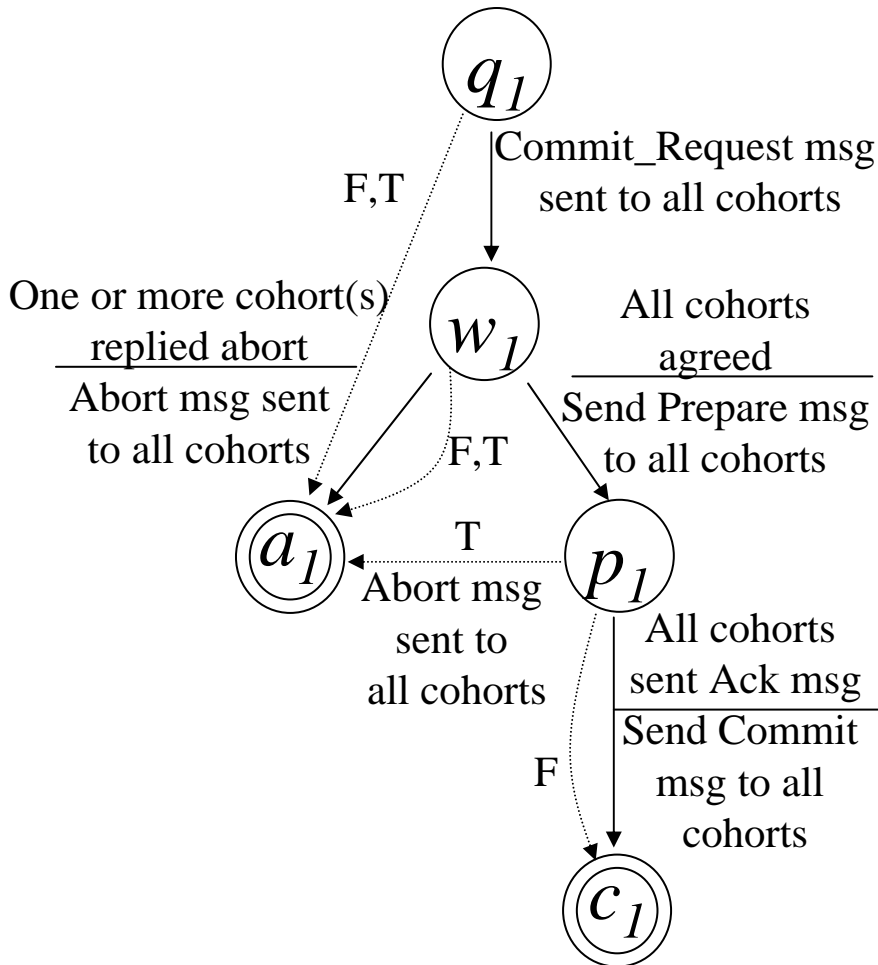 q1
Commit_Request msg
sent to all cohorts
F,T
One or more cohort(s)
replied abort
Abort msg sent
to all cohorts
w1
All cohorts
agreed
Send Prepare msg
to all cohorts
F,T
a1
T
Abort msg
sent to
all cohorts
p1
All cohorts
sent Ack msg
Send Commit
msg to all
cohorts
F
c1